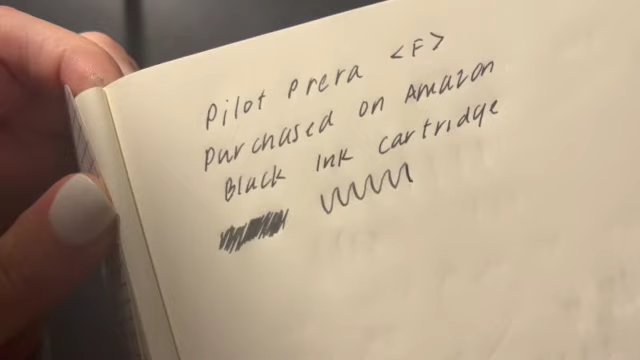 Pilot Prera <F>
Purchased on Amazon
Black Ink Cartridge